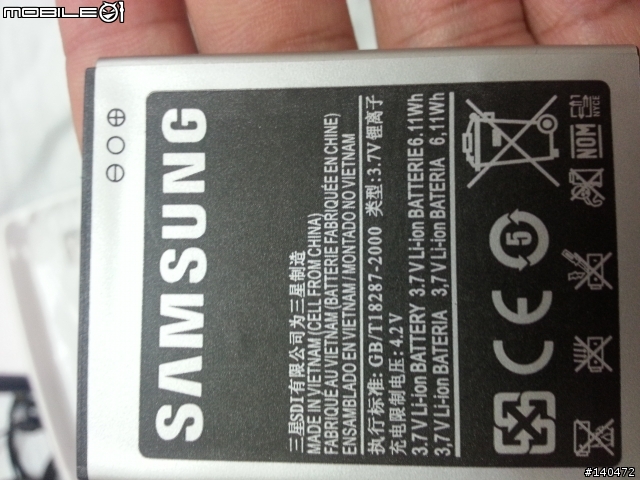 MOBILE01
SAMSUNG
三星SDI有限公司为三星制造
MADE IN VIETNAM (CELL FROM CHINA)
FABRIQUÉ AU VIETNAM (BATTERIE FABRIQUÉE EN CHINE)
ENSAMBLADO EN VIETNAM / MONTADO NO VIETNAM
执行标准: GB/T18287-2000 类型:3.7V锂离子
充电限制电压: 4.2V
3.7V Li-ion BATTERY 3.7V Li-ion BATTERIE 6.11Wh
3,7V Li-ion BATERIA 3,7V Li-ion BATERIA 6,11Wh
5
CE
NOM
NYCE
#140472